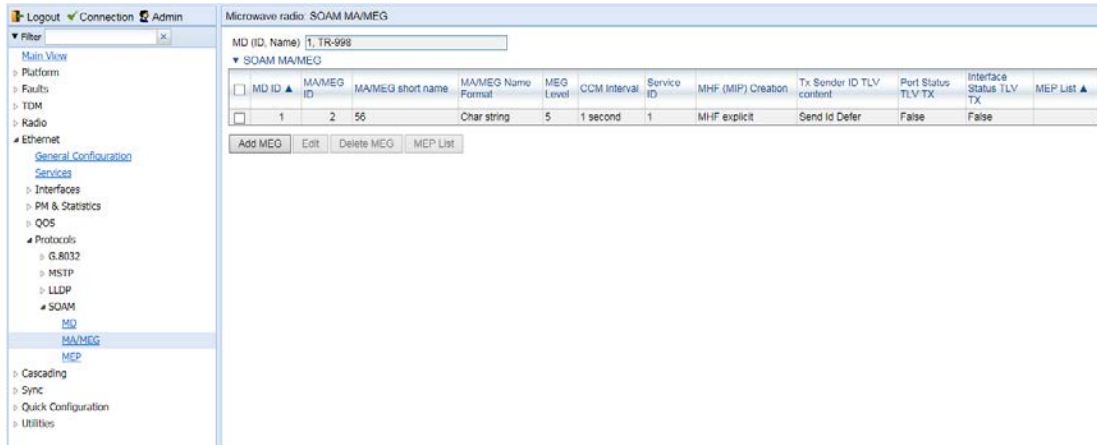 Logout Connection Admin
Filter
Main View
Platform
Faults
TDM
Radio
Ethernet
General Configuration
Services
Interfaces
PM & Statistics
QOS
Protocols
G.8032
MSTP
LLDP
SOAM
MD
MA/MEG
MEP
Cascading
Sync
Quick Configuration
Utilities
Microwave radio: SOAM MA/MEG
MD (ID, Name) 1, TR-998
▼ SOAM MA/MEG
MD ID ▲ MA/MEG ID MA/MEG short name MA/MEG Name Format MEG Level CCM Interval Service ID MHF (MIP) Creation Tx Sender ID TLV content Port Status TLV TX Interface Status TLV TX MEP List ▲
1 2 56 Char string 5 1 second 1 MHF explicit Send Id Defer False False
Add MEG Edit Delete MEG MEP List